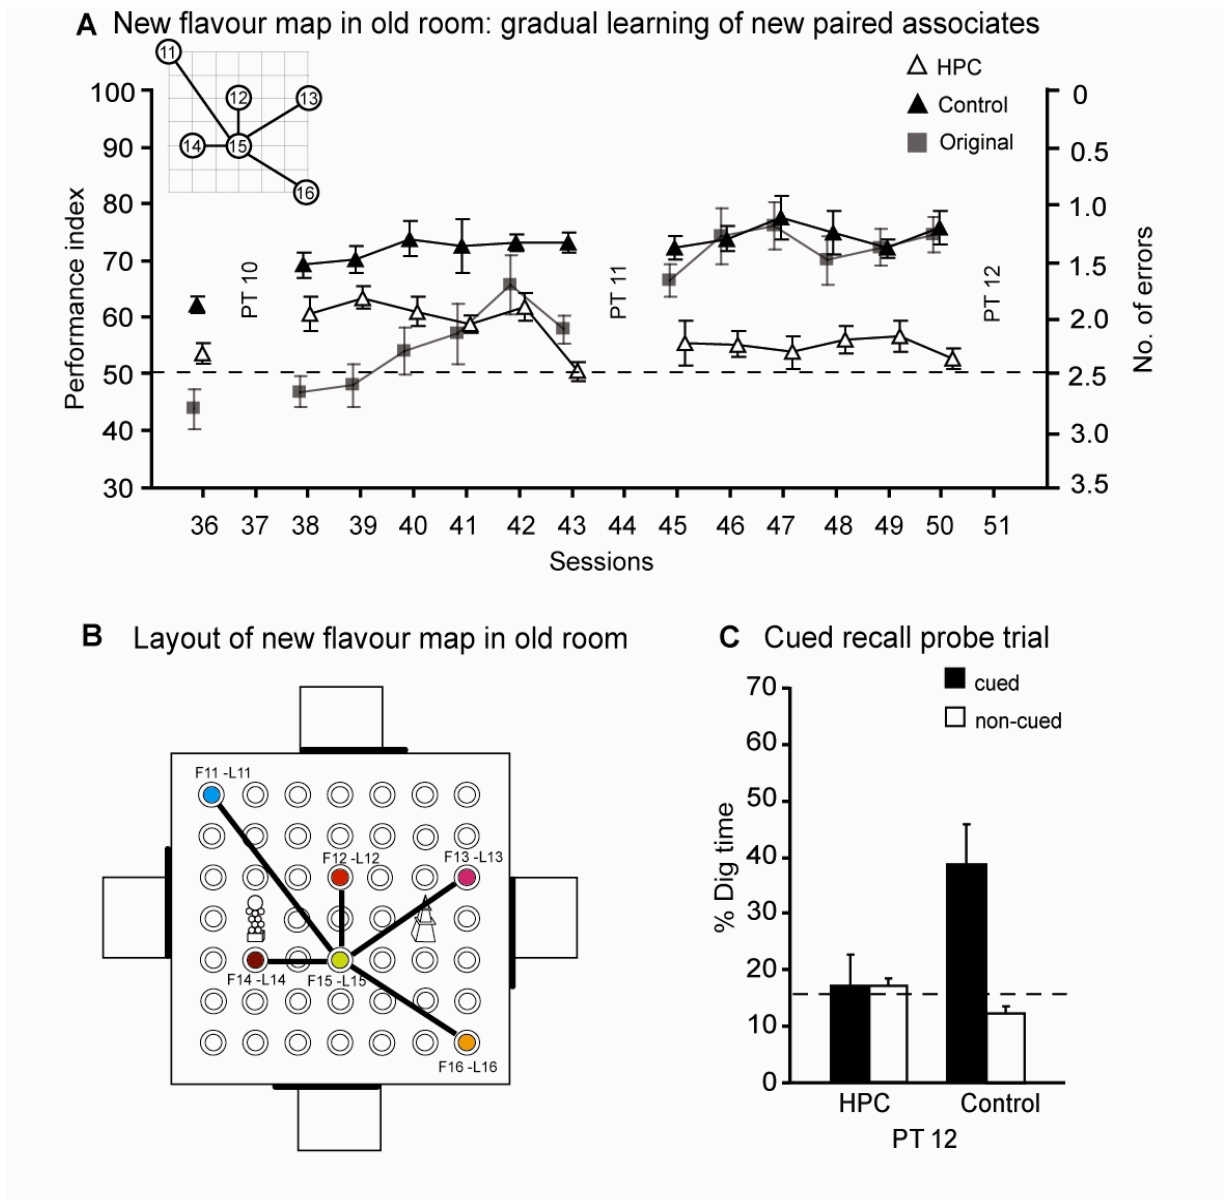 A New flavour map in old room: gradual learning of new paired associates
11
12
13
14
15
16
HPC
Control
Original
Performance index
100
90
80
70
60
50
40
30
PT 10
PT 11
PT 12
0
0.5
1.0
1.5
2.0
2.5
3.0
3.5
No. of errors
36 37 38 39 40 41 42 43 44 45 46 47 48 49 50 51
Sessions
B Layout of new flavour map in old room
F11 -L11
F12 -L12
F13 -L13
F14 -L14
F15 -L15
F16 -L16
C Cued recall probe trial
cued
non-cued
% Dig time
70
60
50
40
30
20
10
0
HPC Control
PT 12